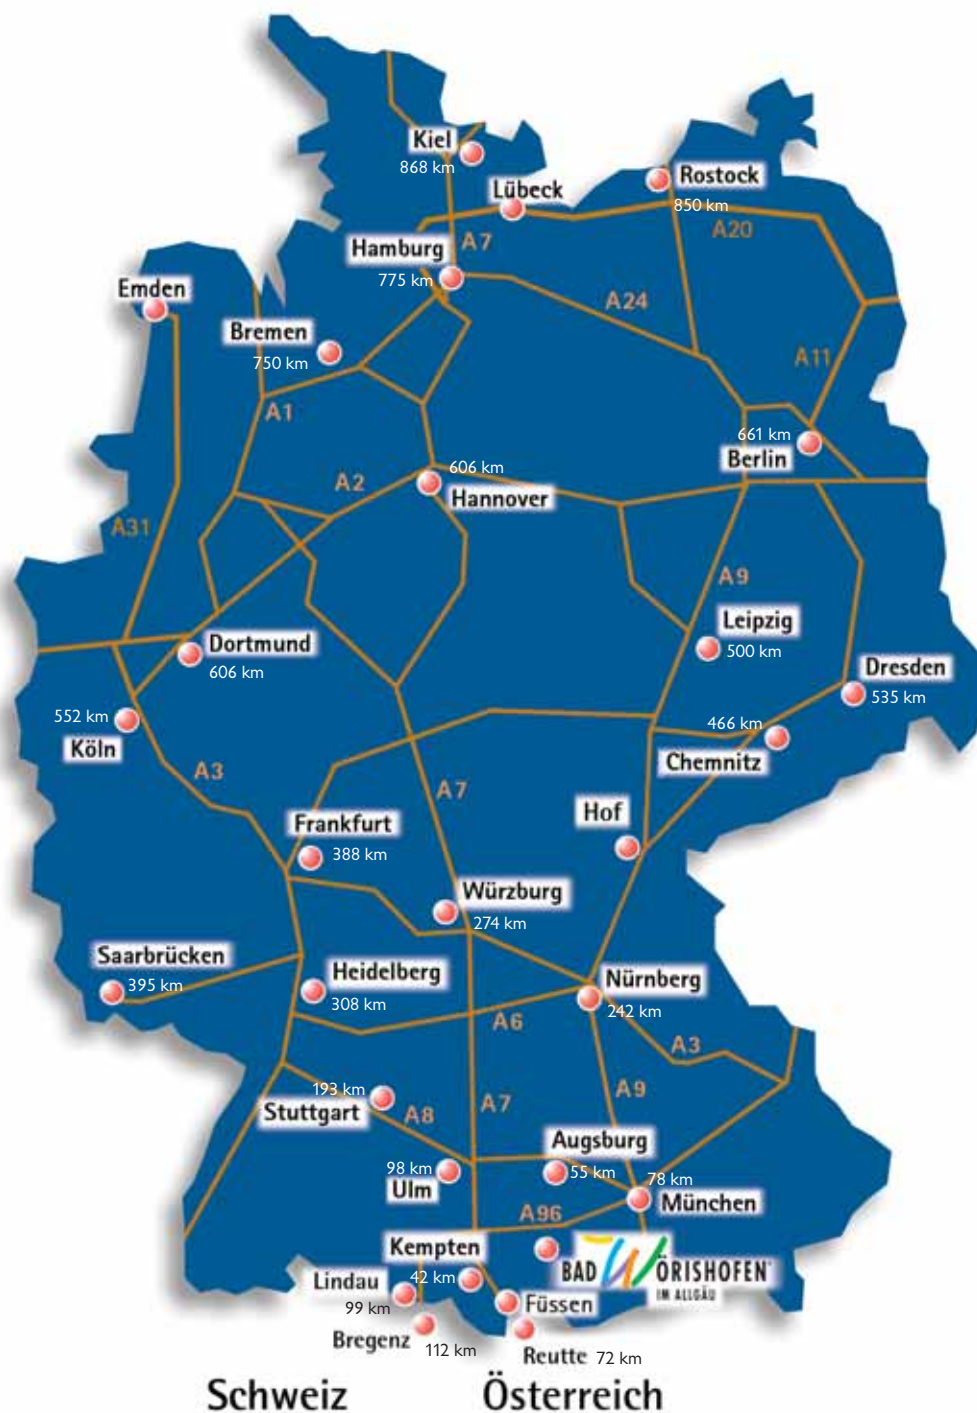 Kiel
868 km
Rostock
850 km
Lübeck
A20
Hamburg
A7
775 km
Emden
A24
Bremen
750 km
A11
A1
661 km
Berlin
606 km
A2
Hannover
A31
A9
Leipzig
500 km
Dortmund
606 km
Dresden
535 km
552 km
Köln
466 km
Chemnitz
A3
A7
Hof
Frankfurt
388 km
Würzburg
274 km
Saarbrücken
395 km
Heidelberg
308 km
Nürnberg
242 km
A6
A3
193 km
Stuttgart
A8
A7
A9
Augsburg
55 km
98 km
Ulm
78 km
München
A96
Kempten
42 km
BAD WÖRISHOFEN
IM ALLGÄU
Lindau
99 km
Füssen
Bregenz
112 km
Reutte 72 km
Schweiz
Österreich